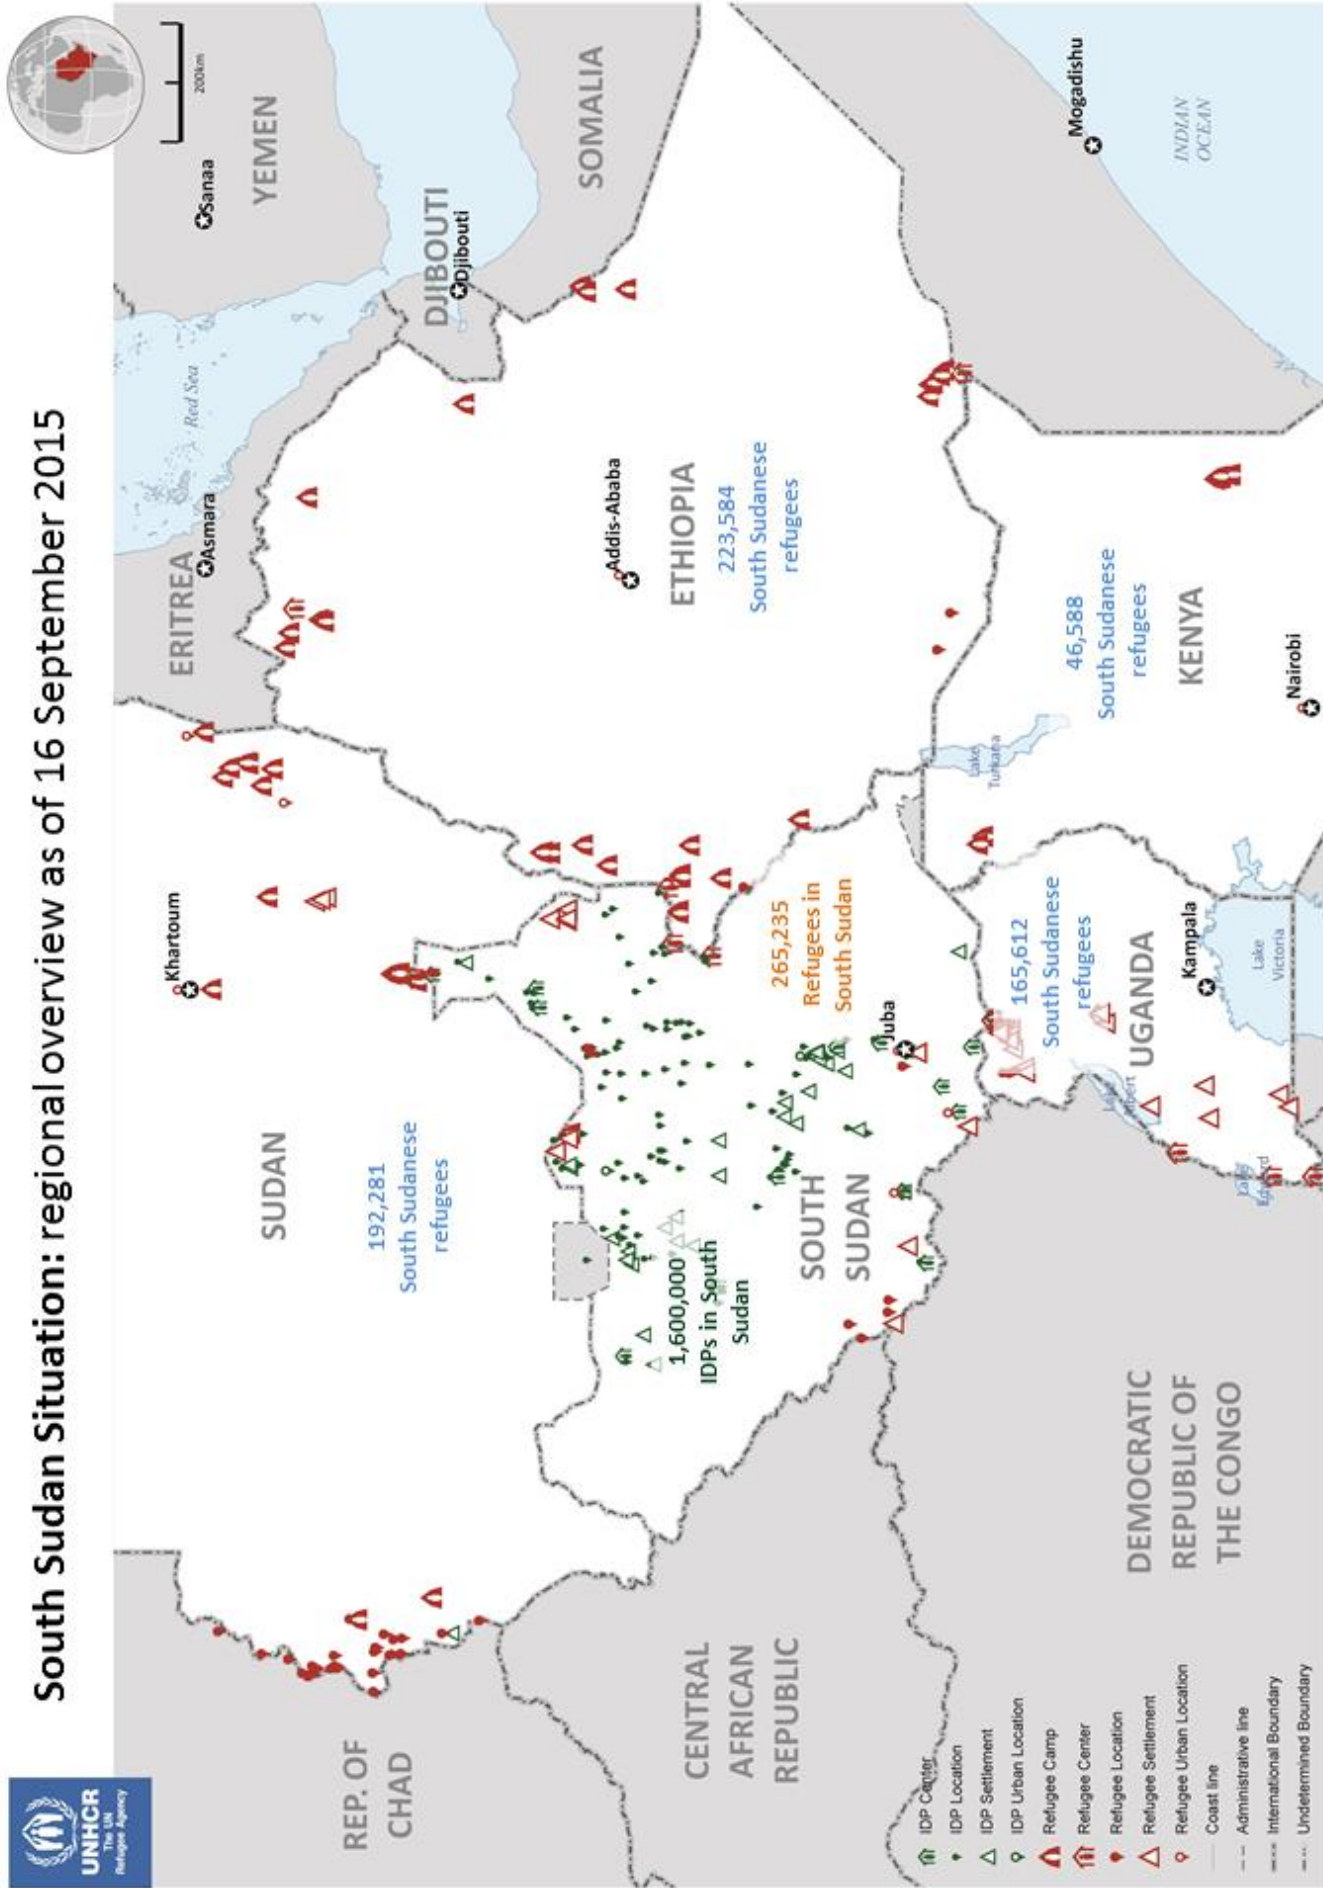 South Sudan Situation: regional overview as of 16 September 2015
UNHCR
The UN
Refugee Agency
200km
Khartoum
ERITREA
Asmara
Red Sea
Sanaa
YEMEN
SUDAN
192,281
South Sudanese
refugees
DJIBOUTI
Djibouti
SOMALIA
REP. OF
CHAD
Addis-Ababa
ETHIOPIA
223,584
South Sudanese
refugees
1,600,000
IDPs in South
Sudan
265,235
Refugees in
South Sudan
SOUTH
SUDAN
Juba
CENTRAL
AFRICAN
REPUBLIC
Lake
Turkana
46,588
South Sudanese
refugees
KENYA
Nairobi
Mogadishu
INDIAN
OCEAN
165,612
South Sudanese
refugees
UGANDA
Kampala
Lake
Victoria
Lake
Albert
Lake
Edward
DEMOCRATIC
REPUBLIC OF
THE CONGO
IDP Center
IDP Location
IDP Settlement
IDP Urban Location
Refugee Camp
Refugee Center
Refugee Location
Refugee Settlement
Refugee Urban Location
Coast line
Administrative line
International Boundary
Undetermined Boundary